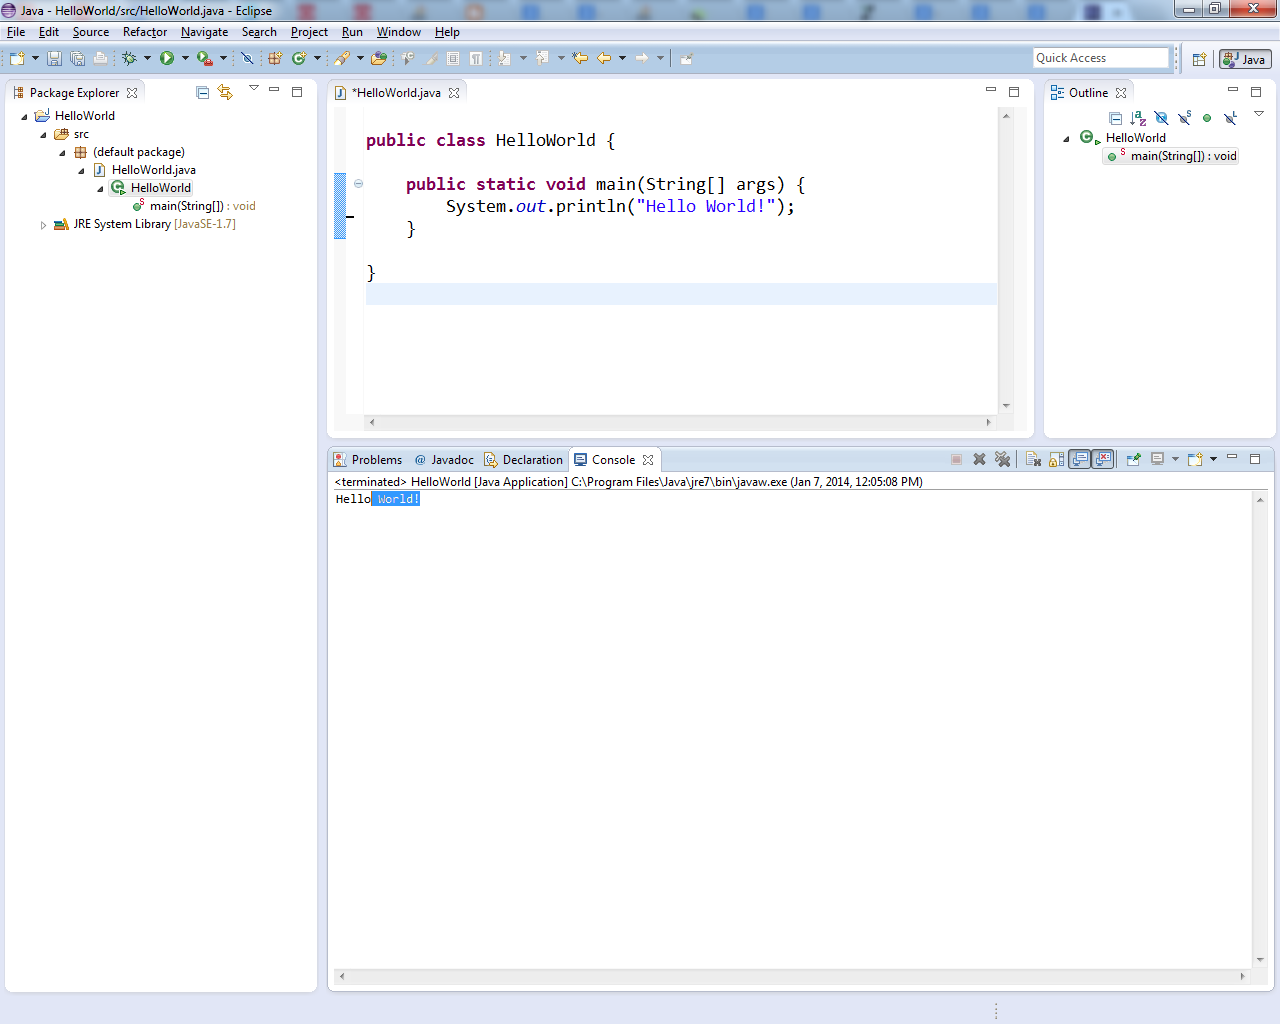 Java - HelloWorld/src/HelloWorld.java - Eclipse
File Edit Source Refactor Navigate Search Project Run Window Help
Quick Access
Java
Package Explorer
HelloWorld
src
(default package)
HelloWorld.java
HelloWorld
main(String[]) : void
JRE System Library [JavaSE-1.7]
*HelloWorld.java
public class HelloWorld {
public static void main(String[] args) {
System.out.println("Hello World!");
}
}
Outline
HelloWorld
main(String[]) : void
Problems @ Javadoc Declaration Console
<terminated> HelloWorld [Java Application] C:\Program Files\Java\jre7\bin\javaw.exe (Jan 7, 2014, 12:05:08 PM)
Hello World!